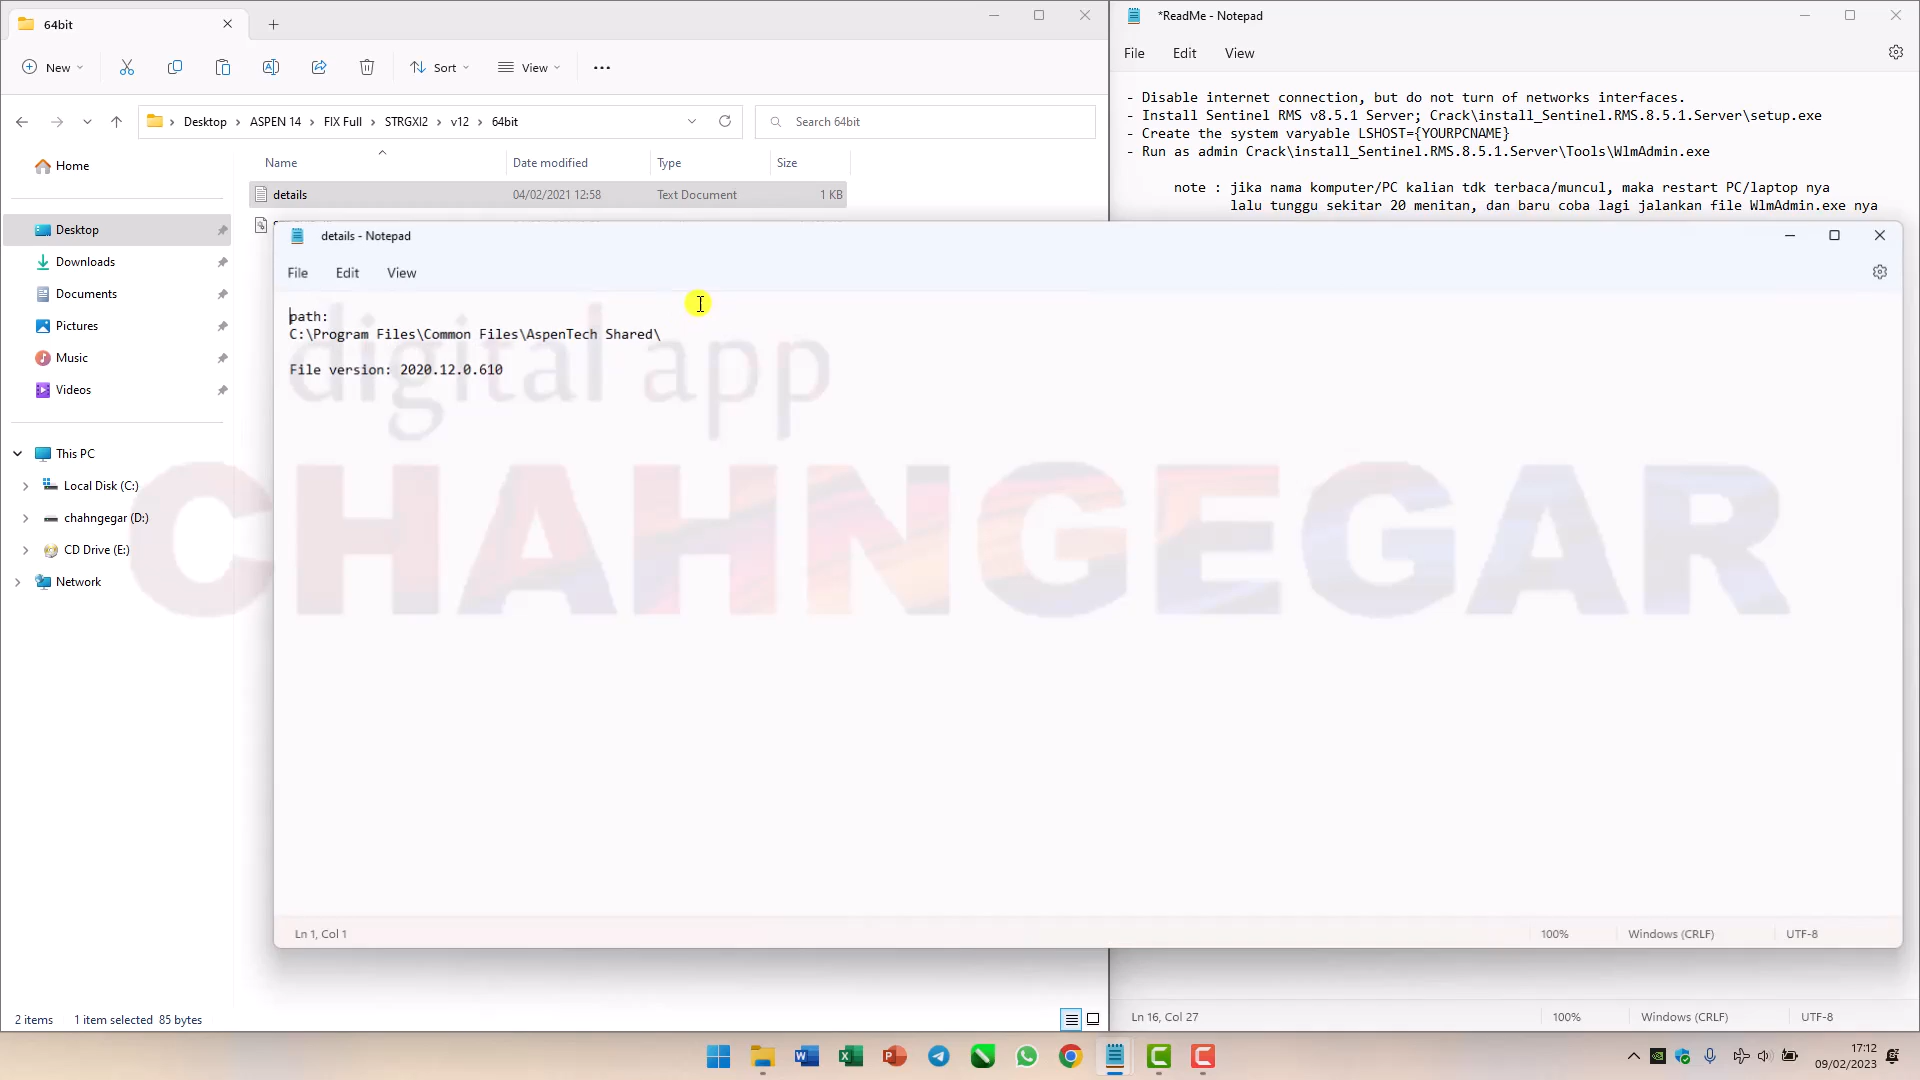 64bit
*ReadMe - Notepad
New
Sort
View
File
Edit
View
Desktop
ASPEN 14
FIX Full
STRGXI2
v12
64bit
Search 64bit
- Disable internet connection, but do not turn of networks interfaces.
- Install Sentinel RMS v8.5.1 Server; Crack\install_Sentinel.RMS.8.5.1.Server\setup.exe
- Create the system varyable LSHOST={YOURPCNAME}
- Run as admin Crack\install_Sentinel.RMS.8.5.1.Server\Tools\WlmAdmin.exe
note : jika nama komputer/PC kalian tdk terbaca/muncul, maka restart PC/laptop nya
lalu tunggu sekitar 20 menitan, dan baru coba lagi jalankan file WlmAdmin.exe nya
Name
Date modified
Type
Size
details
04/02/2021 12:58
Text Document
1 KB
Home
Desktop
Downloads
Documents
Pictures
Music
Videos
This PC
Local Disk (C:)
chahngegar (D:)
CD Drive (E:)
Network
details - Notepad
File
Edit
View
path:
C:\Program Files\Common Files\AspenTech Shared\
File version: 2020.12.0.610
digital app
CHAHNGEGAR
Ln 1, Col 1
100%
Windows (CRLF)
UTF-8
2 items
1 item selected
85 bytes
Ln 16, Col 27
100%
Windows (CRLF)
UTF-8
17:12
09/02/2023